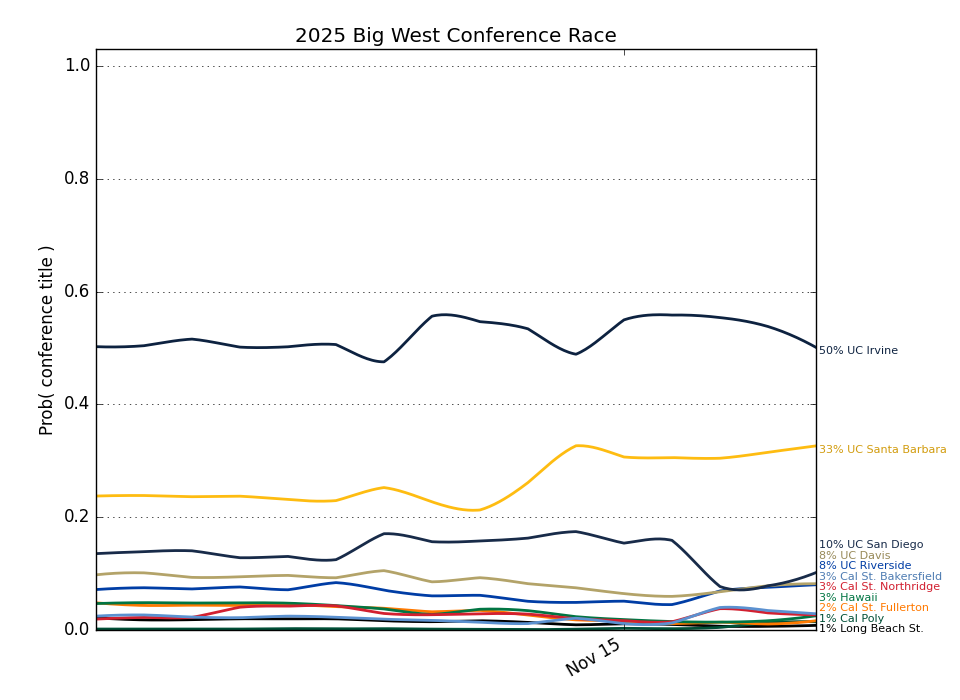 2025 Big West Conference Race
Prob( conference title )
1.0
0.8
0.6
0.4
0.2
0.0
Nov 15
50% UC Irvine
33% UC Santa Barbara
10% UC San Diego
8% UC Davis
8% UC Riverside
3% Cal St. Bakersfield
3% Cal St. Northridge
3% Hawaii
2% Cal St. Fullerton
1% Cal Poly
1% Long Beach St.